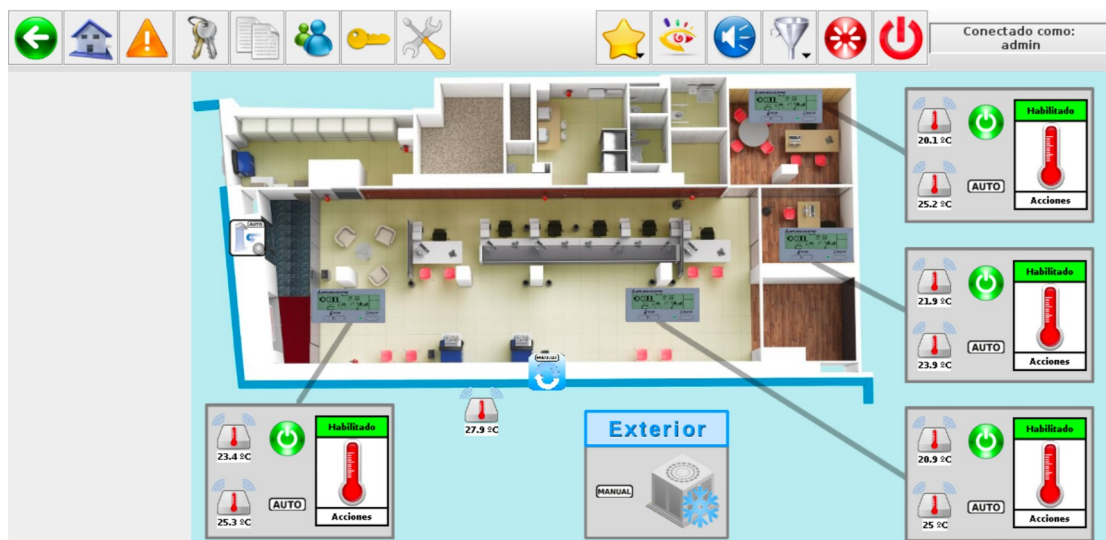 Conectado como:
admin
20.1 ºC
25.2 ºC
AUTO
Habilitado
Acciones
AUTO
21.9 ºC
23.9 ºC
AUTO
Habilitado
Acciones
MANUAL
27.9 ºC
23.4 ºC
25.3 ºC
AUTO
Habilitado
Acciones
Exterior
MANUAL
20.9 ºC
25 ºC
AUTO
Habilitado
Acciones